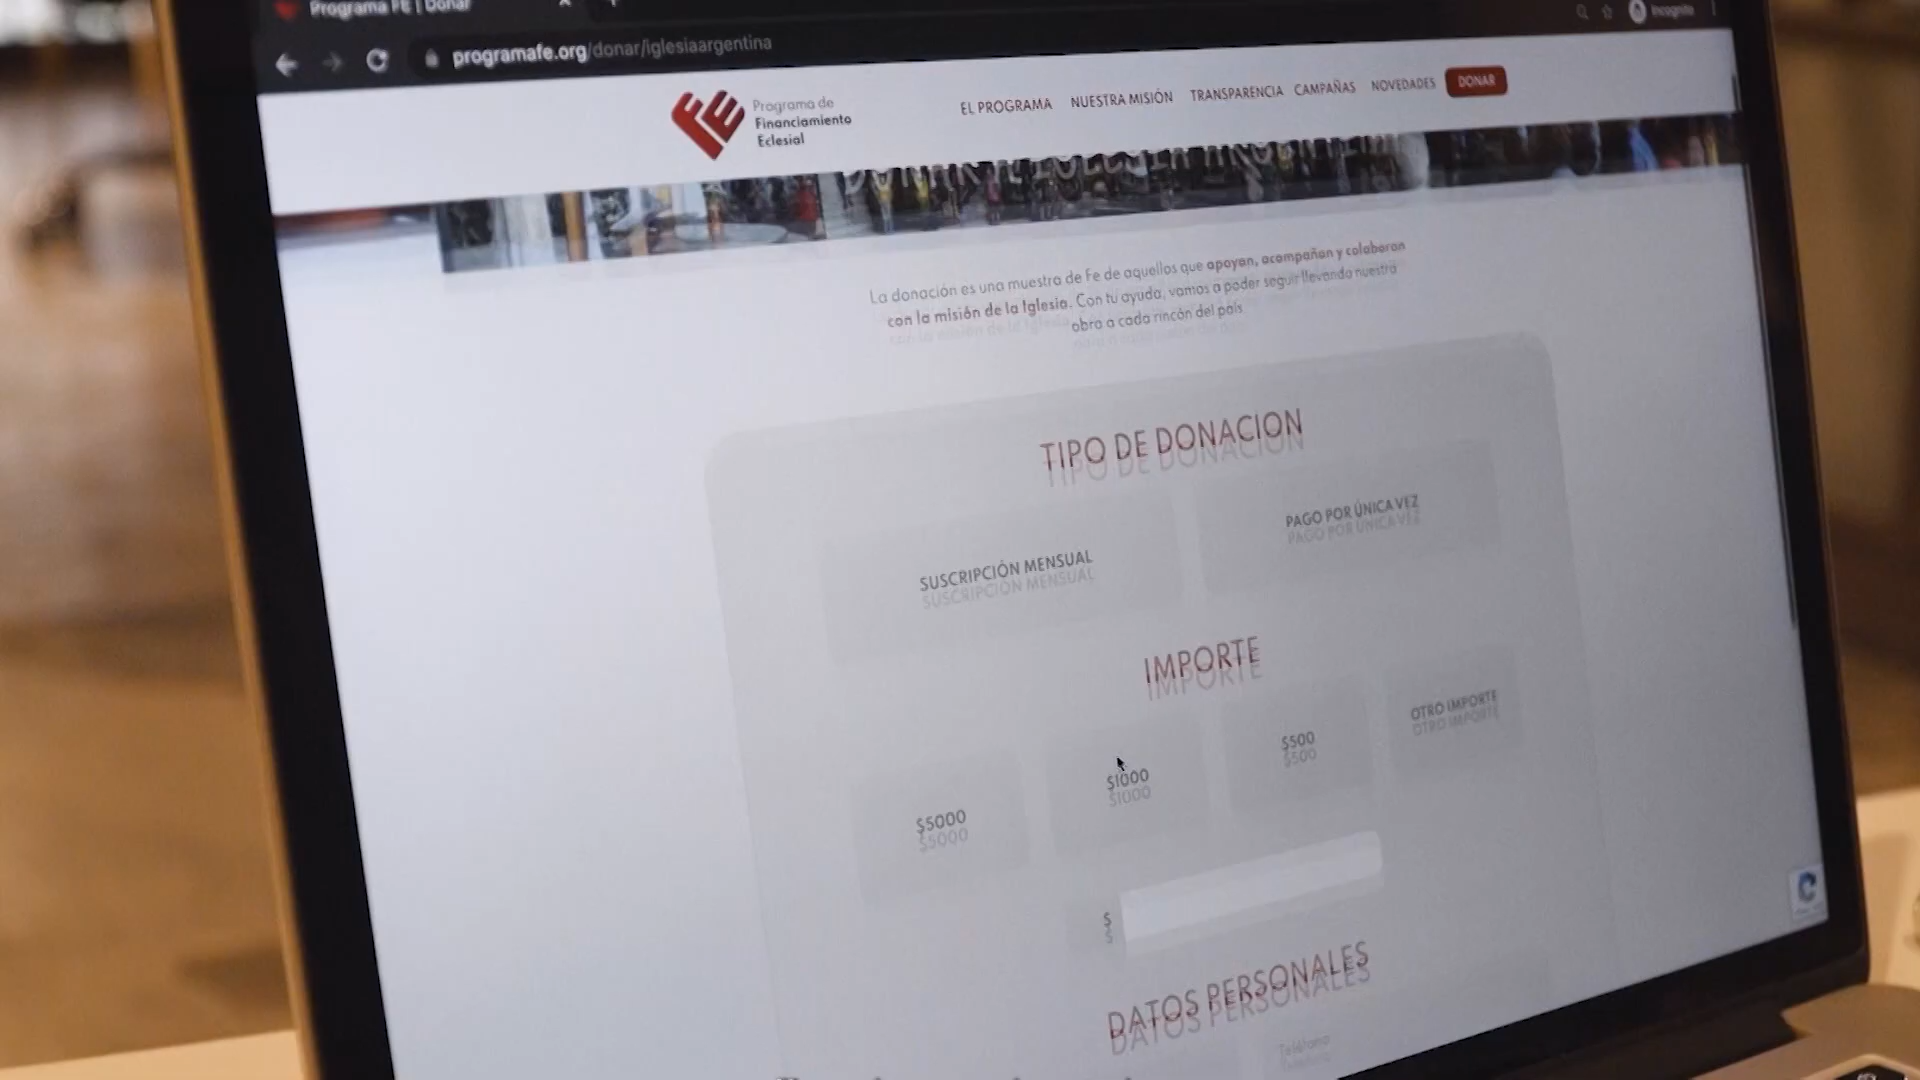 Programa FE | Donar
programafe.org/donar/iglesiaargentina
Incognito
Programa de
Financiamiento
Eclesial
EL PROGRAMA NUESTRA MISIÓN TRANSPARENCIA CAMPAÑAS NOVEDADES DONAR
La donación es una muestra de Fe de aquellos que apoyan, acompañan y colaboran
con la misión de la Iglesia. Con tu ayuda, vamos a poder seguir llevando nuestra
obra a cada rincón del país
TIPO DE DONACION
SUSCRIPCIÓN MENSUAL PAGO POR ÚNICA VEZ
IMPORTE
$5000 $1000 $500 OTRO IMPORTE
$
DATOS PERSONALES
Teléfono